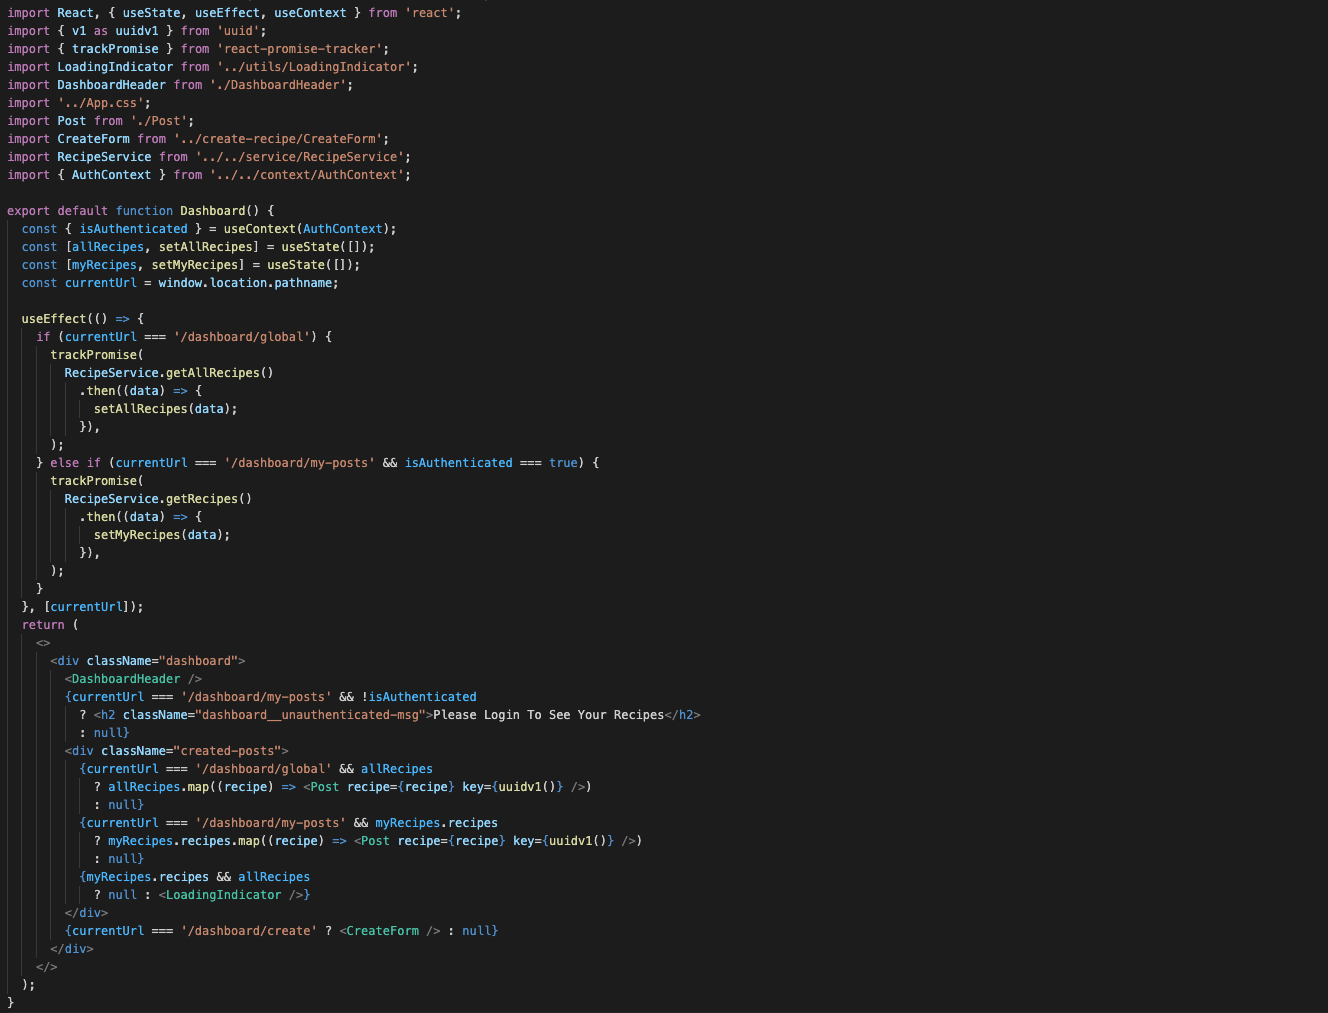 import React, { useState, useEffect, useContext } from 'react';
import { v1 as uuidv1 } from 'uuid';
import { trackPromise } from 'react-promise-tracker';
import LoadingIndicator from '../utils/LoadingIndicator';
import DashboardHeader from './DashboardHeader';
import '../App.css';
import Post from './Post';
import CreateForm from '../create-recipe/CreateForm';
import RecipeService from '../../service/RecipeService';
import { AuthContext } from '../../context/AuthContext';

export default function Dashboard() {
  const { isAuthenticated } = useContext(AuthContext);
  const [allRecipes, setAllRecipes] = useState([]);
  const [myRecipes, setMyRecipes] = useState([]);
  const currentUrl = window.location.pathname;

  useEffect(() => {
    if (currentUrl === '/dashboard/global') {
      trackPromise(
        RecipeService.getAllRecipes()
          .then((data) => {
            setAllRecipes(data);
          }),
      );
    } else if (currentUrl === '/dashboard/my-posts' && isAuthenticated === true) {
      trackPromise(
        RecipeService.getRecipes()
          .then((data) => {
            setMyRecipes(data);
          }),
      );
    }
  }, [currentUrl]);
  return (
    <>
      <div className="dashboard">
        <DashboardHeader />
        {currentUrl === '/dashboard/my-posts' && !isAuthenticated
          ? <h2 className="dashboard__unauthenticated-msg">Please Login To See Your Recipes</h2>
          : null}
        <div className="created-posts">
          {currentUrl === '/dashboard/global' && allRecipes
            ? allRecipes.map((recipe) => <Post recipe={recipe} key={uuidv1()} />)
            : null}
          {currentUrl === '/dashboard/my-posts' && myRecipes.recipes
            ? myRecipes.recipes.map((recipe) => <Post recipe={recipe} key={uuidv1()} />)
            : null}
          {myRecipes.recipes && allRecipes
            ? null : <LoadingIndicator />}
        </div>
        {currentUrl === '/dashboard/create' ? <CreateForm /> : null}
      </div>
    </>
  );
}